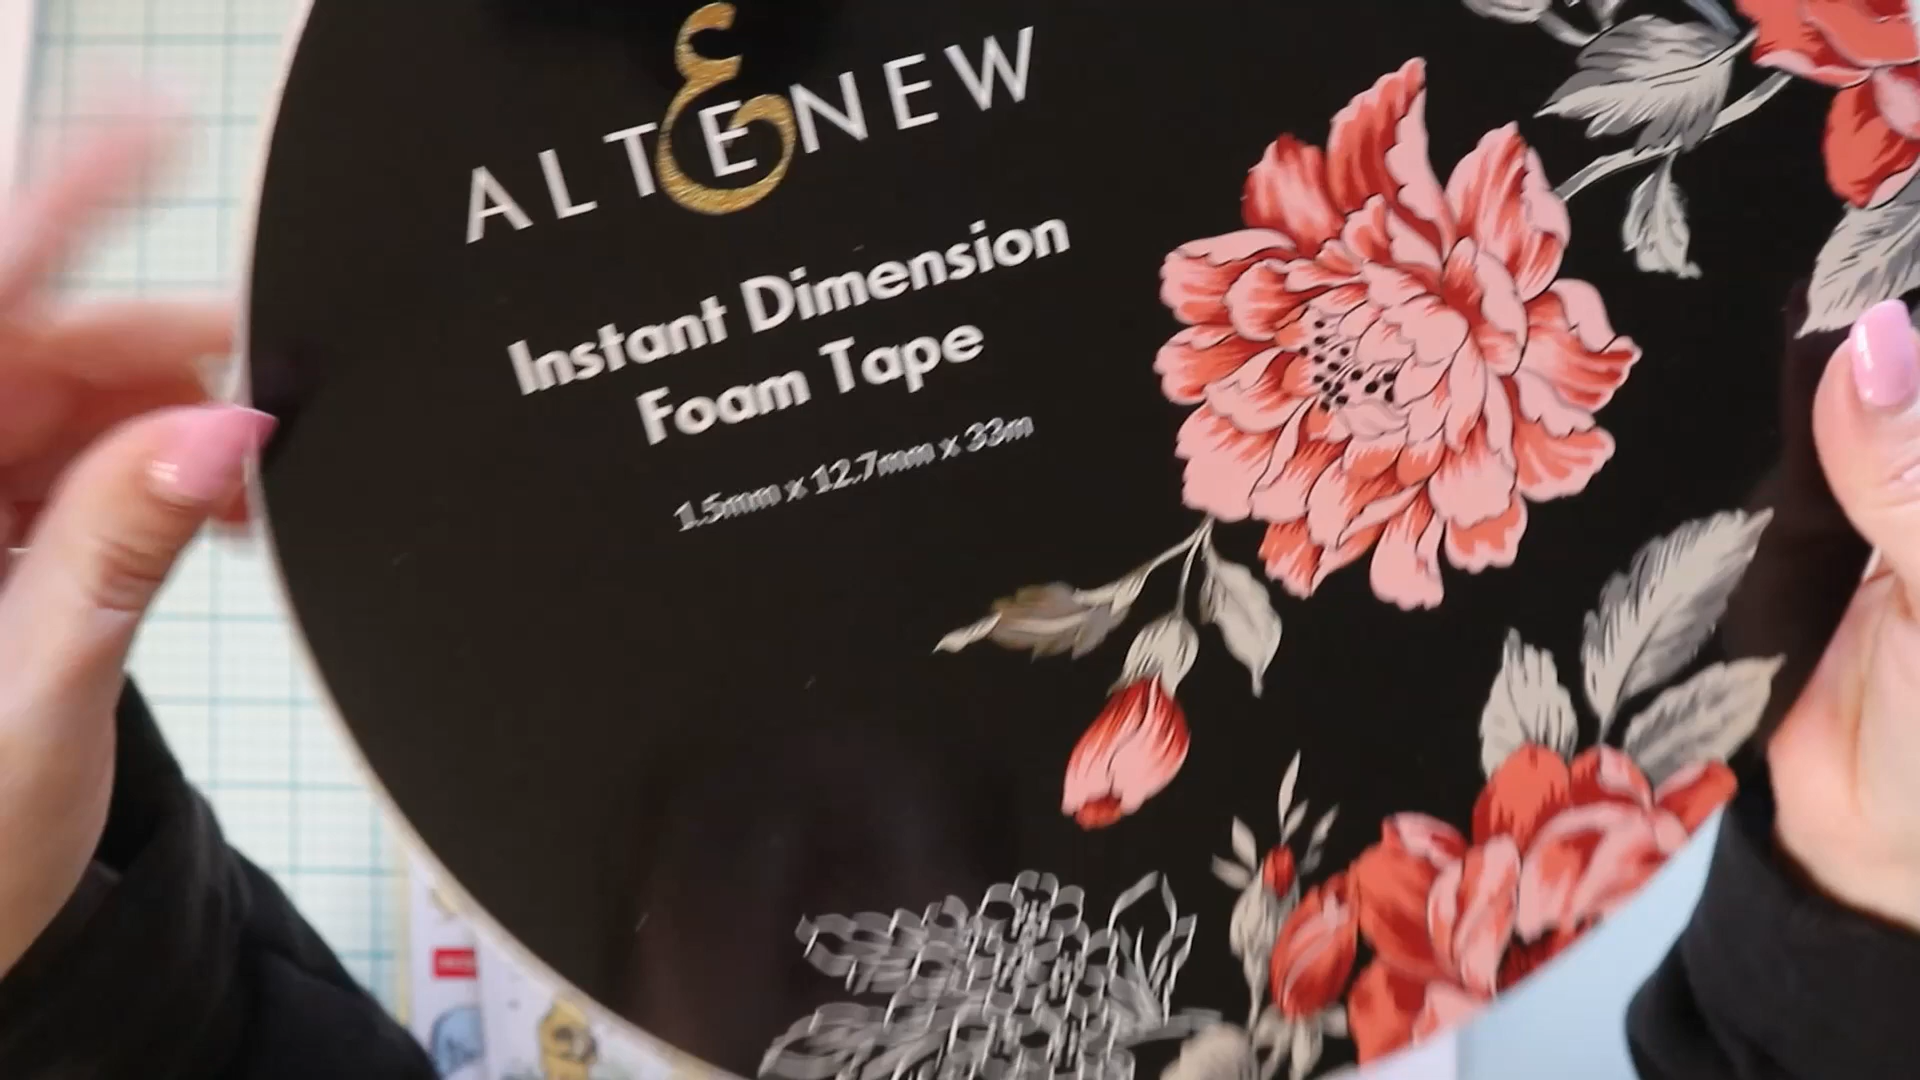 ALTENEW
Instant Dimension
Foam Tape
1.5mm x 12.7mm x 33m